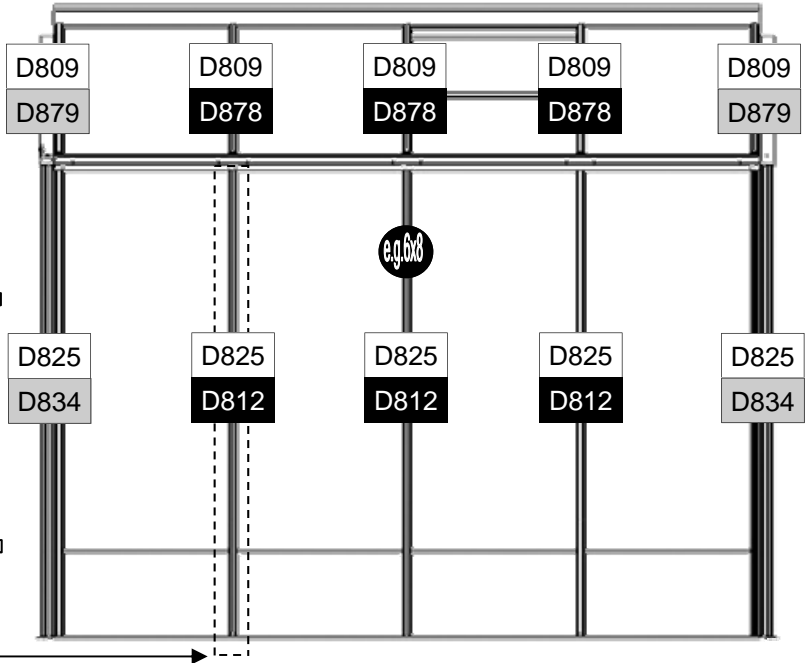 D809 D809 D809 D809 D809
D879 D878 D878 D878 D879
e.g.6x8
D825 D825 D825 D825 D825
D834 D812 D812 D812 D834